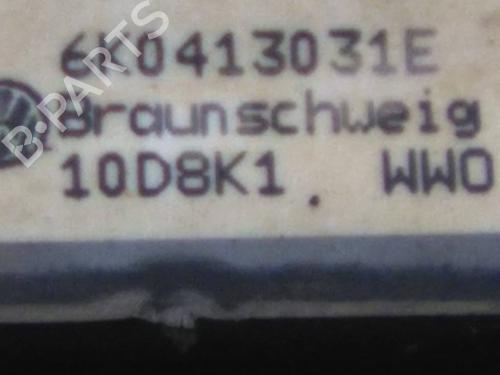 6K0413031E
Braunschweig
10D8K1. WWO
B-PARTS